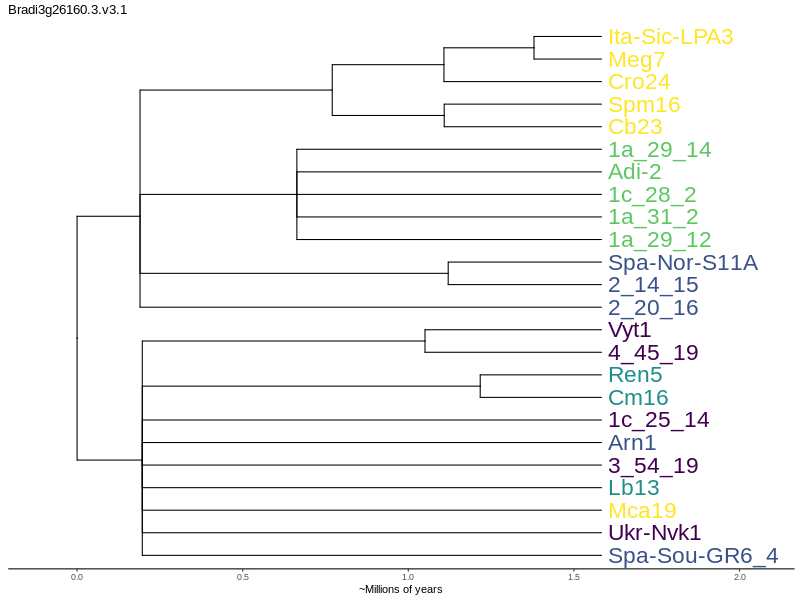 Bradi3g26160.3.v3.1
Ita-Sic-LPA3
Meg7
Cro24
Spm16
Cb23
1a_29_14
Adi-2
1c_28_2
1a_31_2
1a_29_12
Spa-Nor-S11A
2_14_15
2_20_16
Vyt1
4_45_19
Ren5
Cm16
1c_25_14
Arn1
3_54_19
Lb13
Mca19
Ukr-Nvk1
Spa-Sou-GR6_4
0.0 0.5 1.0 1.5 2.0
~Millions of years